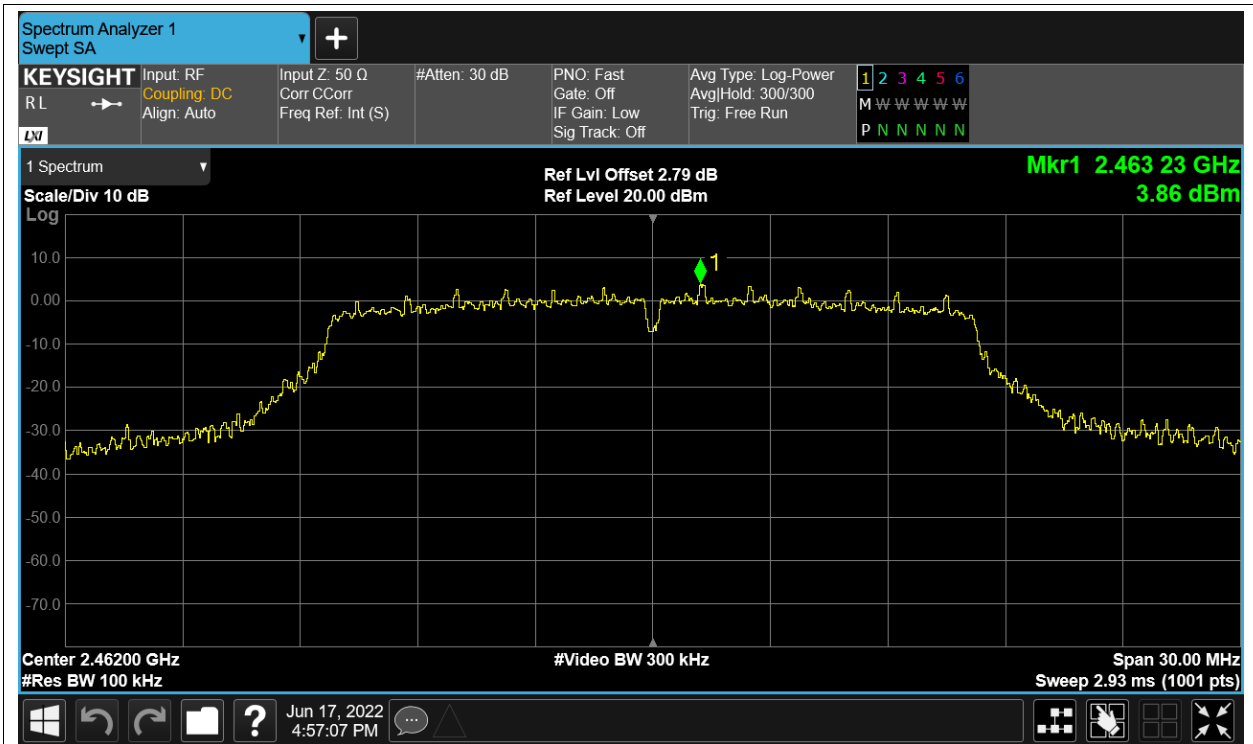 Spectrum Analyzer 1
Swept SA
KEYSIGHT
R L
LXI
Input: RF
Coupling: DC
Align: Auto
Input Z: 50 Ω
Corr CCorr
Freq Ref: Int (S)
#Atten: 30 dB
PNO: Fast
Gate: Off
IF Gain: Low
Sig Track: Off
Avg Type: Log-Power
Avg|Hold: 300/300
Trig: Free Run
1 2 3 4 5 6
M W W W W W
P N N N N N
1 Spectrum
Scale/Div 10 dB
Ref Lvl Offset 2.79 dB
Ref Level 20.00 dBm
Mkr1 2.463 23 GHz
3.86 dBm
Log
10.0
0.00
-10.0
-20.0
-30.0
-40.0
-50.0
-60.0
-70.0
1
Center 2.46200 GHz
#Res BW 100 kHz
#Video BW 300 kHz
Span 30.00 MHz
Sweep 2.93 ms (1001 pts)
?
Jun 17, 2022
4:57:07 PM